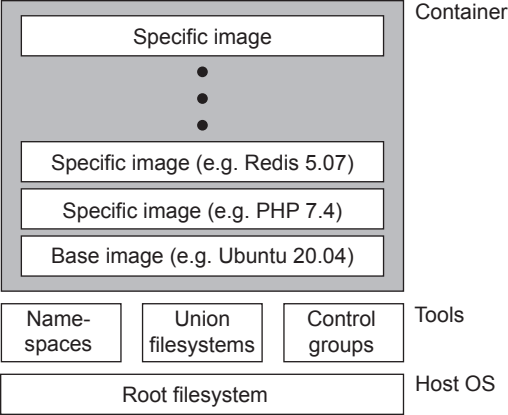 Container
Specific image
Specific image (e.g. Redis 5.07)
Specific image (e.g. PHP 7.4)
Base image (e.g. Ubuntu 20.04)
Name-
spaces
Union
filesystems
Control
groups
Tools
Root filesystem
Host OS